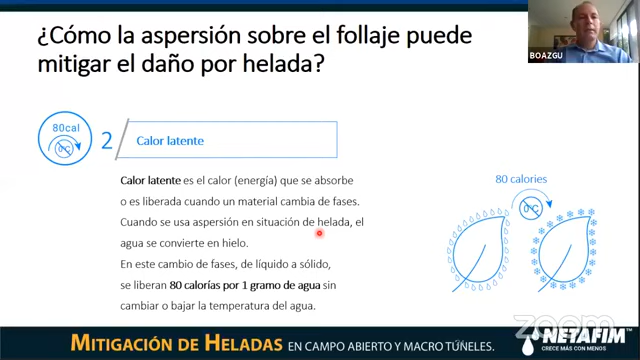 ¿Cómo la aspersión sobre el follaje puede
mitigar el daño por helada?
BOAZGU
80cal
0°C
2
Calor latente
Calor latente es el calor (energía) que se absorbe
o es liberada cuando un material cambia de fases.
Cuando se usa aspersión en situación de helada, el
agua se convierte en hielo.
En este cambio de fases, de líquido a sólido,
se liberan 80 calorías por 1 gramo de agua sin
cambiar o bajar la temperatura del agua.
80 calories
0°C
zoom
MITIGACIÓN DE HELADAS EN CAMPO ABIERTO Y MACRO TÚNELES.
NETAFIM™
CRECE MÁS CON MENOS